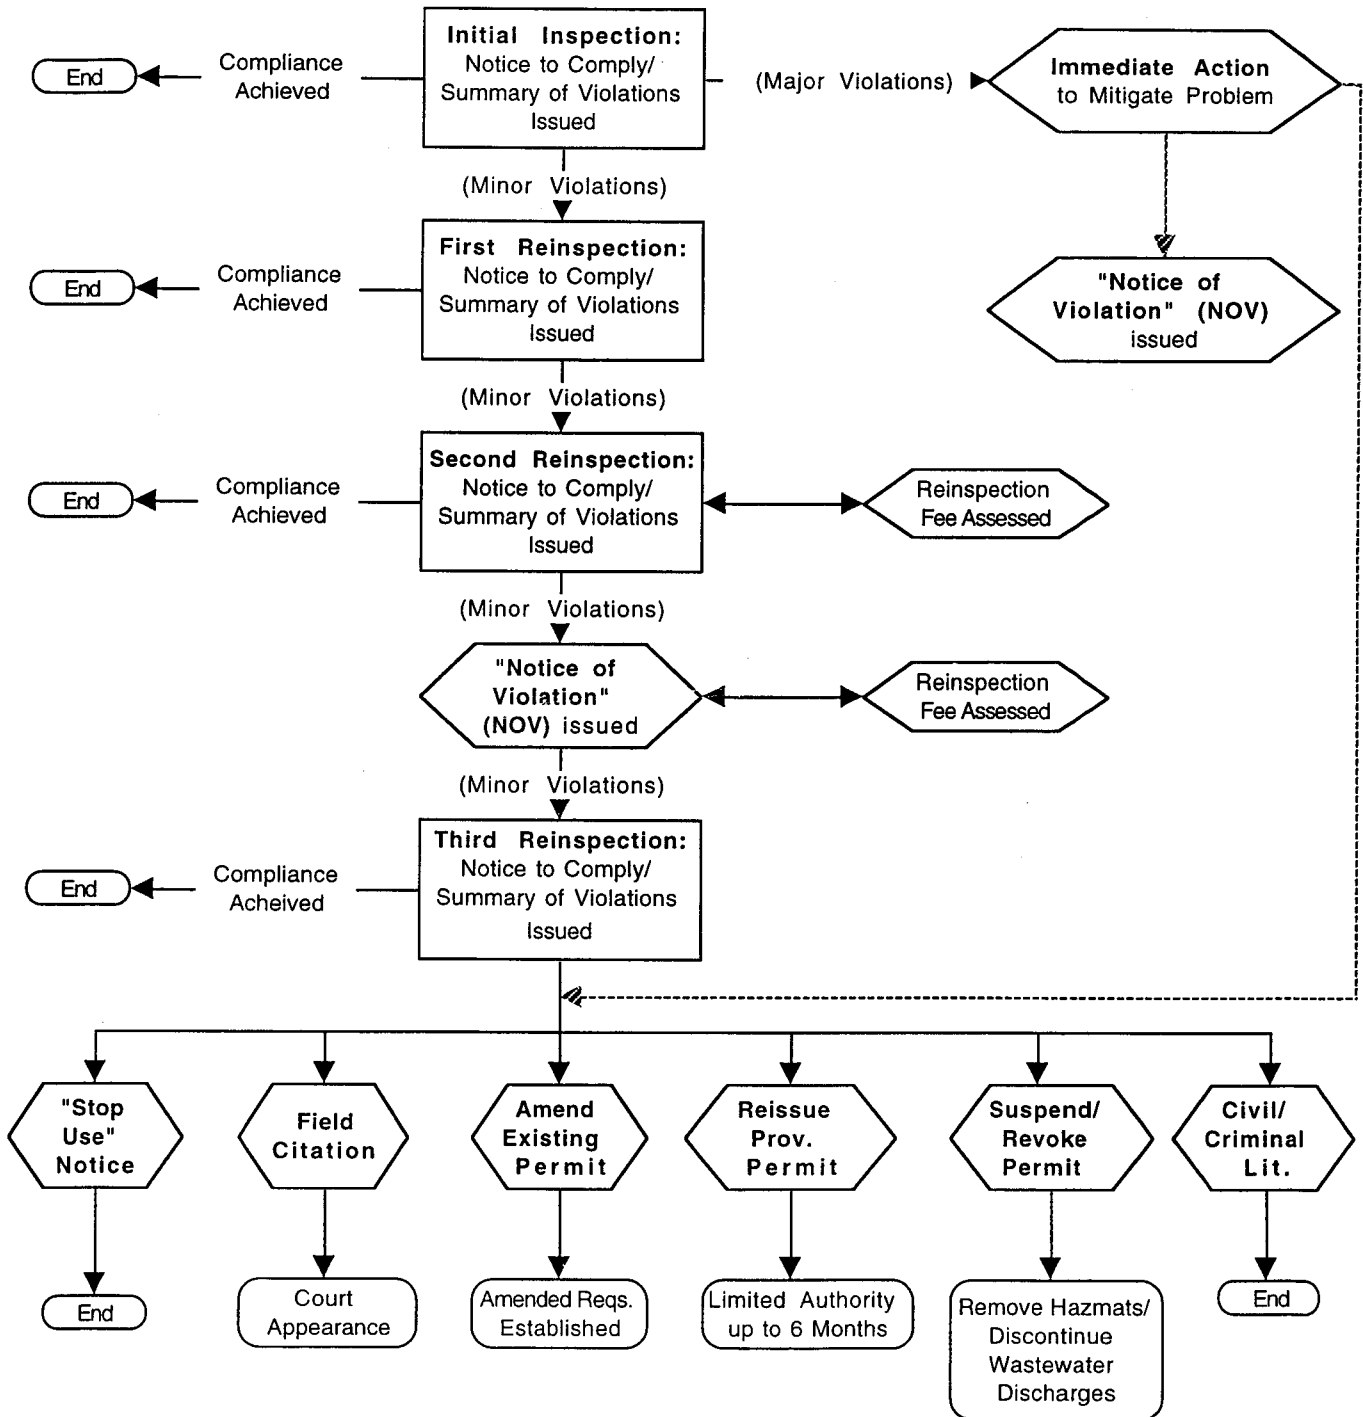 Initial Inspection:
Notice to Comply/
Summary of Violations
Issued
Compliance
Achieved
End
(Major Violations)
Immediate Action
to Mitigate Problem
(Minor Violations)
First Reinspection:
Notice to Comply/
Summary of Violations
Issued
Compliance
Achieved
End
"Notice of
Violation" (NOV)
issued
(Minor Violations)
Second Reinspection:
Notice to Comply/
Summary of Violations
Issued
Compliance
Achieved
End
Reinspection
Fee Assessed
(Minor Violations)
"Notice of
Violation"
(NOV) issued
Reinspection
Fee Assessed
(Minor Violations)
Third Reinspection:
Notice to Comply/
Summary of Violations
Issued
Compliance
Acheived
End
"Stop
Use"
Notice
Field
Citation
Amend
Existing
Permit
Reissue
Prov.
Permit
Suspend/
Revoke
Permit
Civil/
Criminal
Lit.
End
Court
Appearance
Amended Reqs.
Established
Limited Authority
up to 6 Months
Remove Hazmats/
Discontinue
Wastewater
Discharges
End